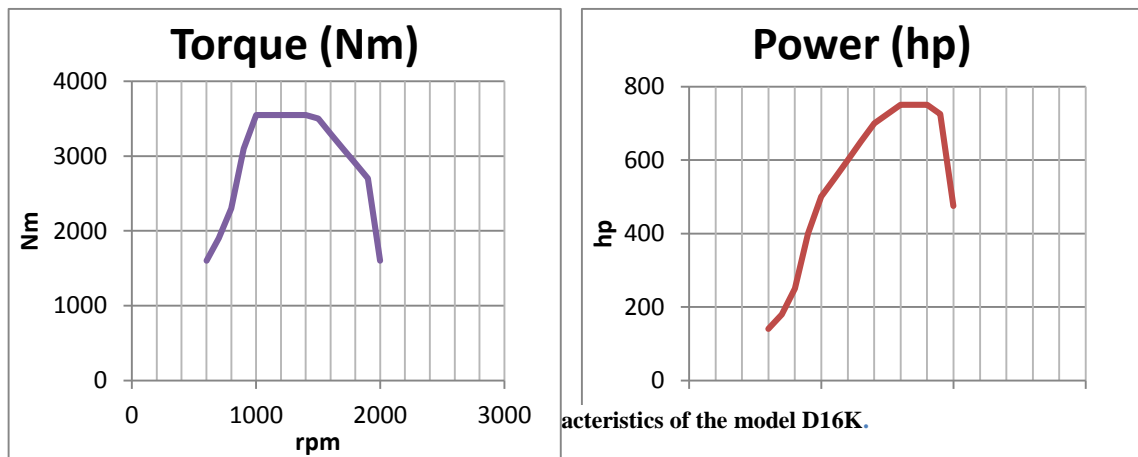 Torque (Nm)
4000
3000
2000
1000
0
Nm
0 1000 2000 3000
rpm
Power (hp)
800
600
400
200
0
hp
acteristics of the model D16K.